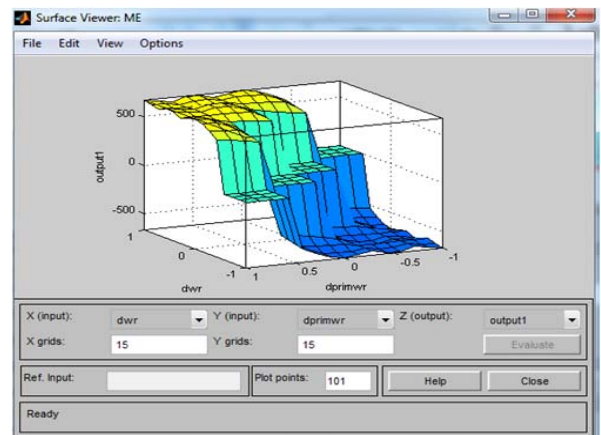 Surface Viewer: ME
File Edit View Options
500
0
-500
output1
1
0
-1
dwr
1
0.5
0
-0.5
-1
dprimwr
X (input): dwr Y (input): dprimwr Z (output): output1
X grids: 15 Y grids: 15 Evaluate
Ref. Input: Plot points: 101 Help Close
Ready